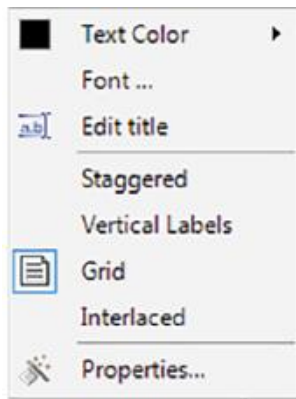 Text Color
Font ...
a.b
Edit title
Staggered
Vertical Labels
Grid
Interlaced
Properties...